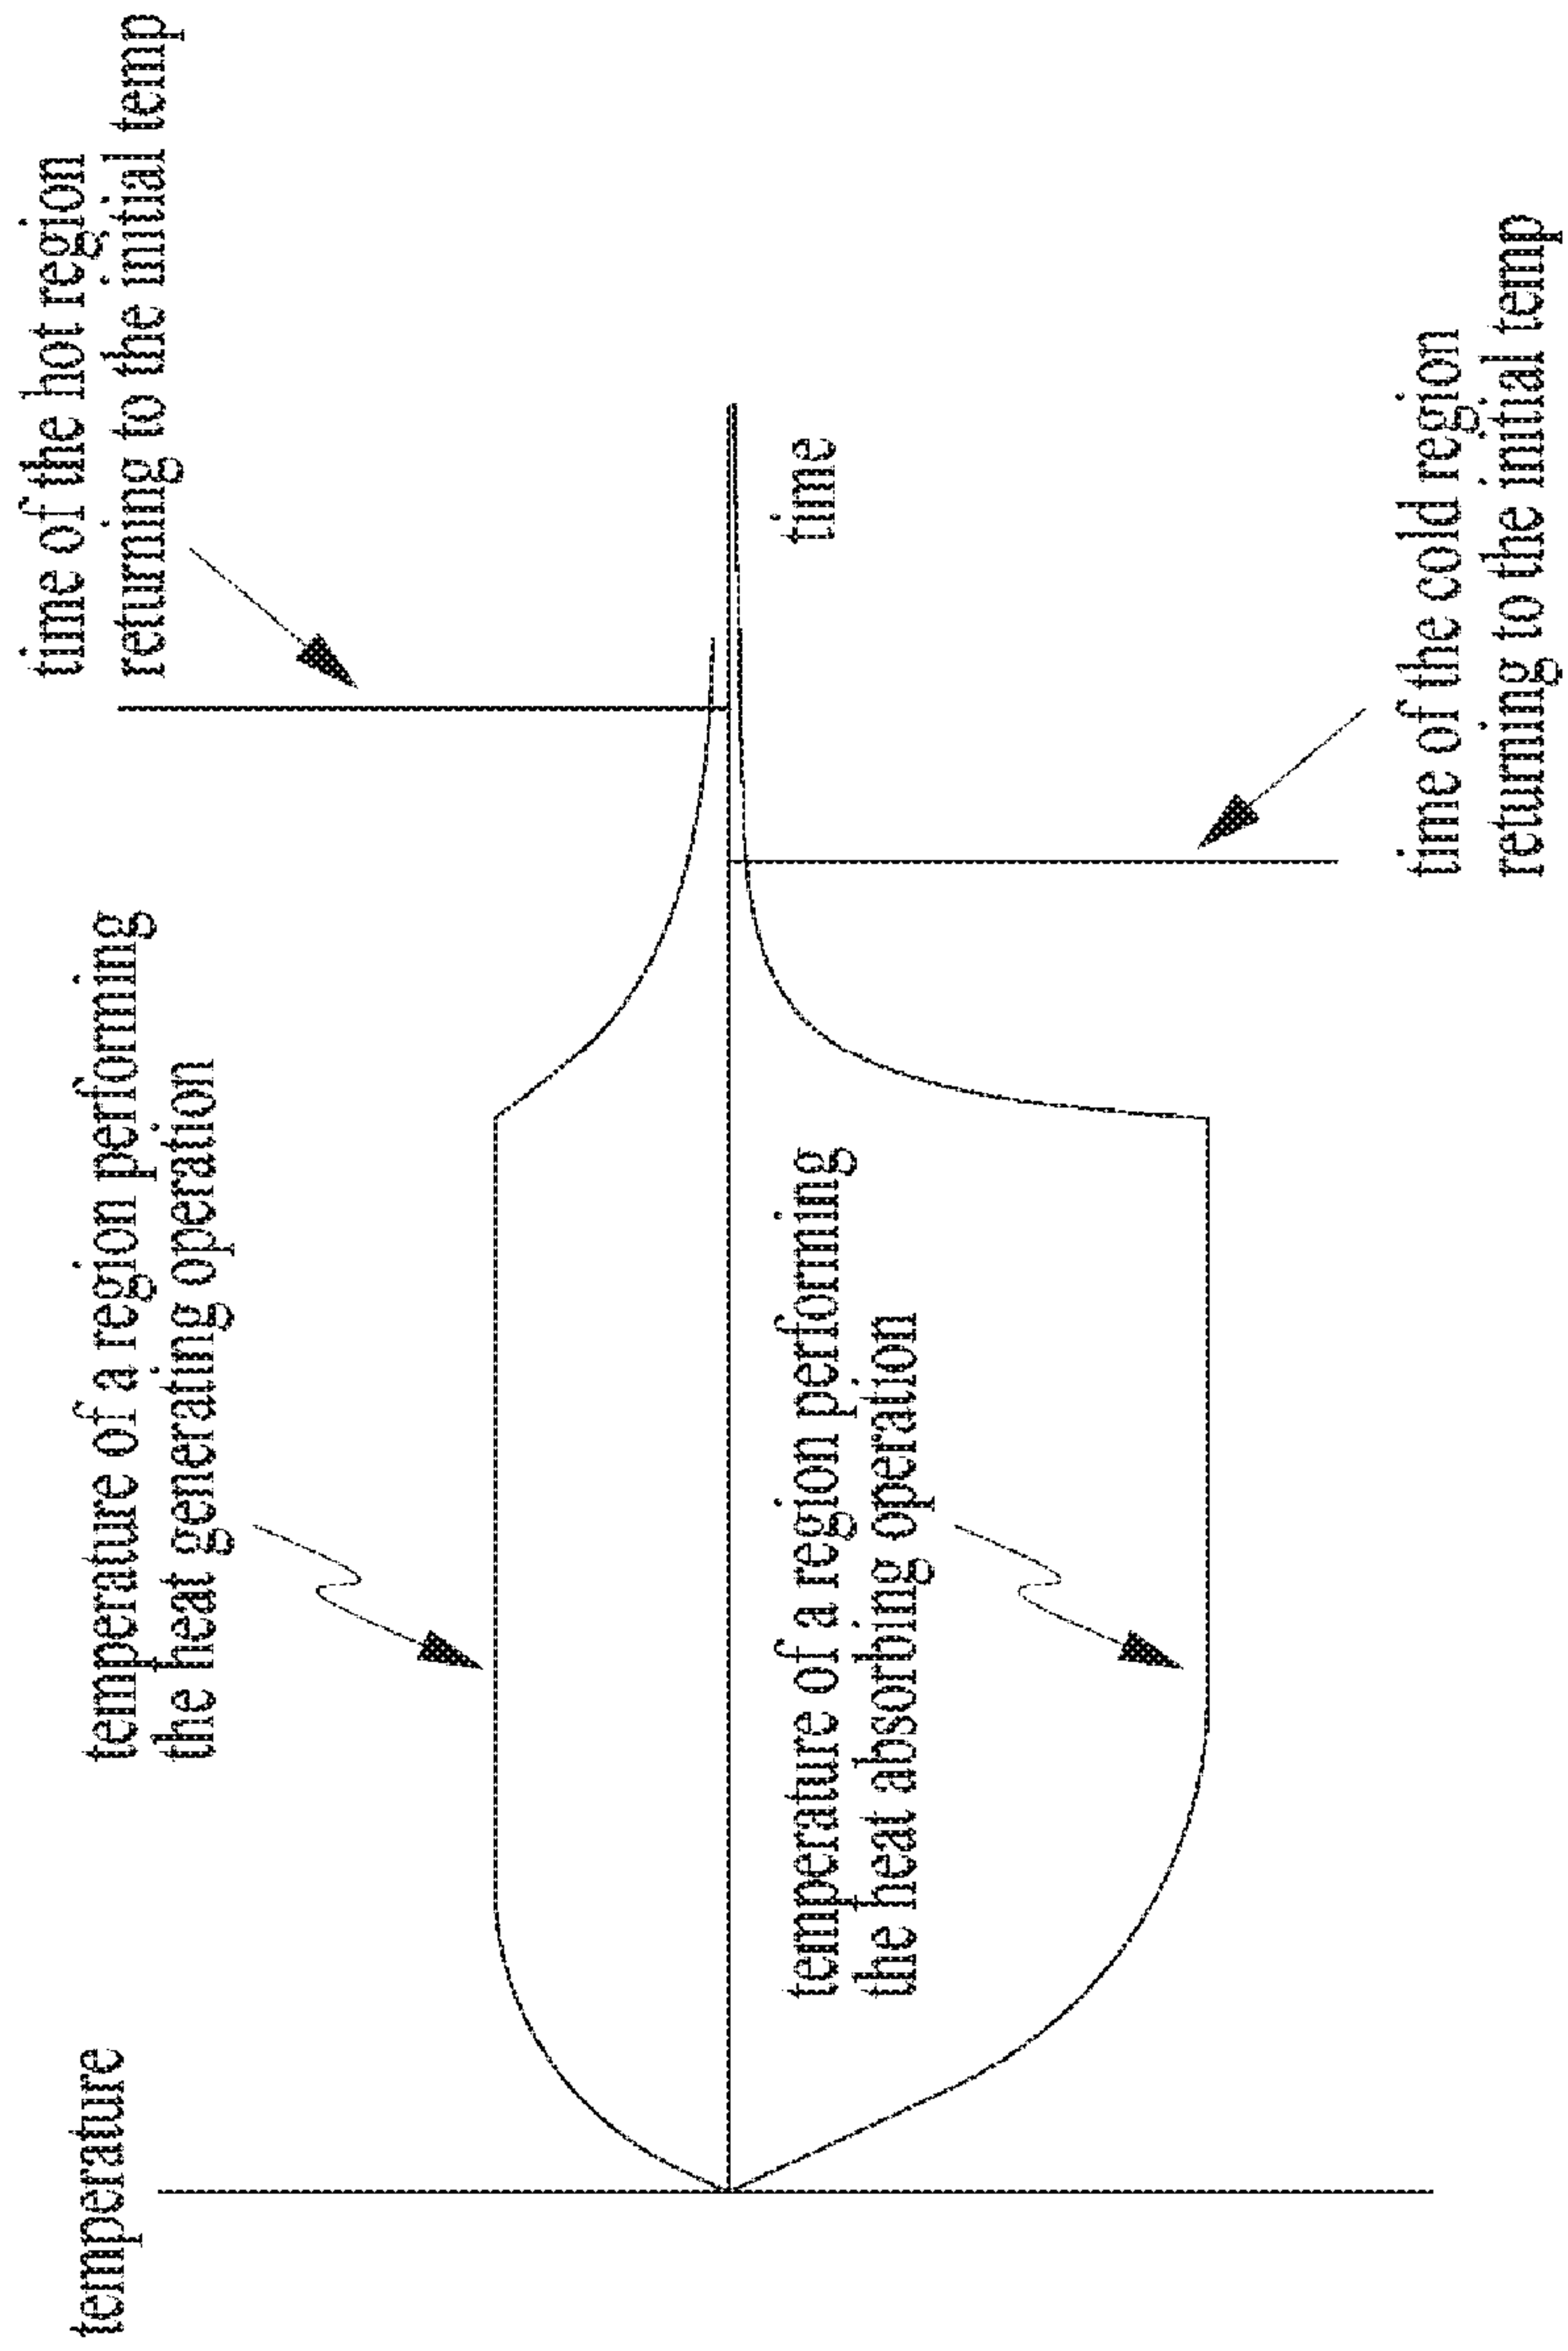 temperature
temperature of a region performing
the heat generating operation
time of the hot region
returning to the initial temp
temperature of a region performing
the heat absorbing operation
time
time of the cold region
returning to the initial temp